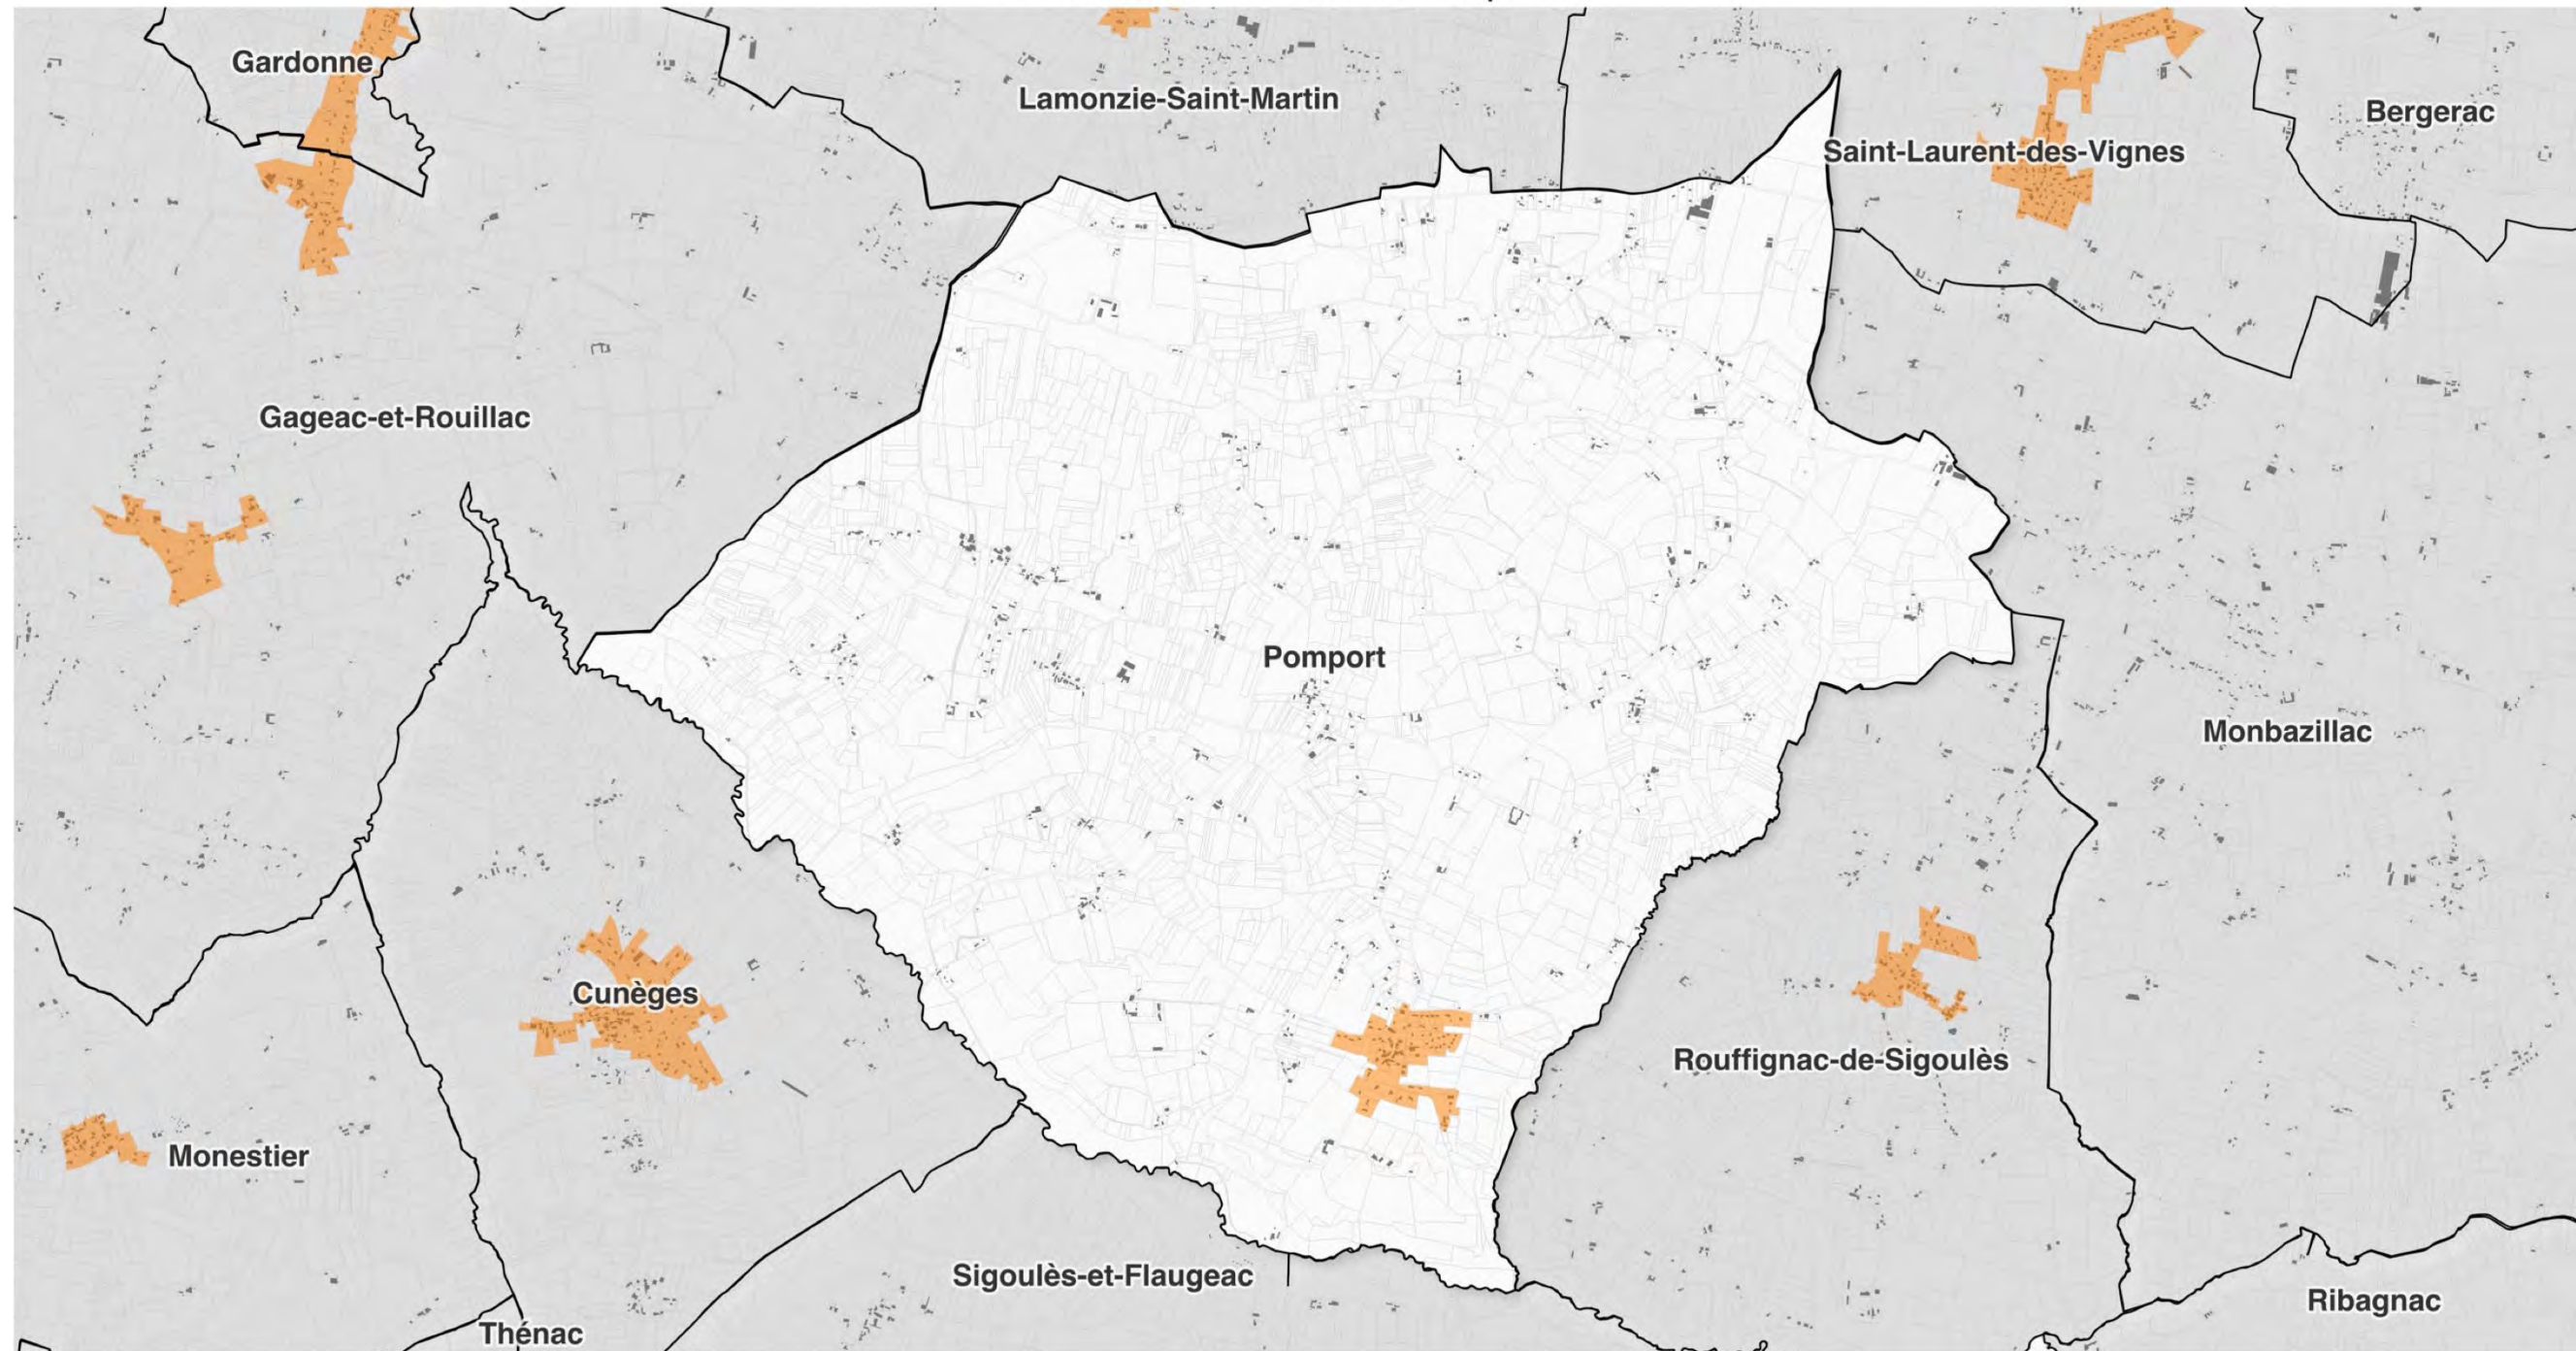 Gardonne
Lamonzie-Saint-Martin
Bergerac
Saint-Laurent-des-Vignes
Gageac-et-Rouillac
Pomport
Monbazillac
Cunèges
Rouffignac-de-Sigoulès
Monestier
Sigoulès-et-Flaugeac
Ribagnac
Thénac